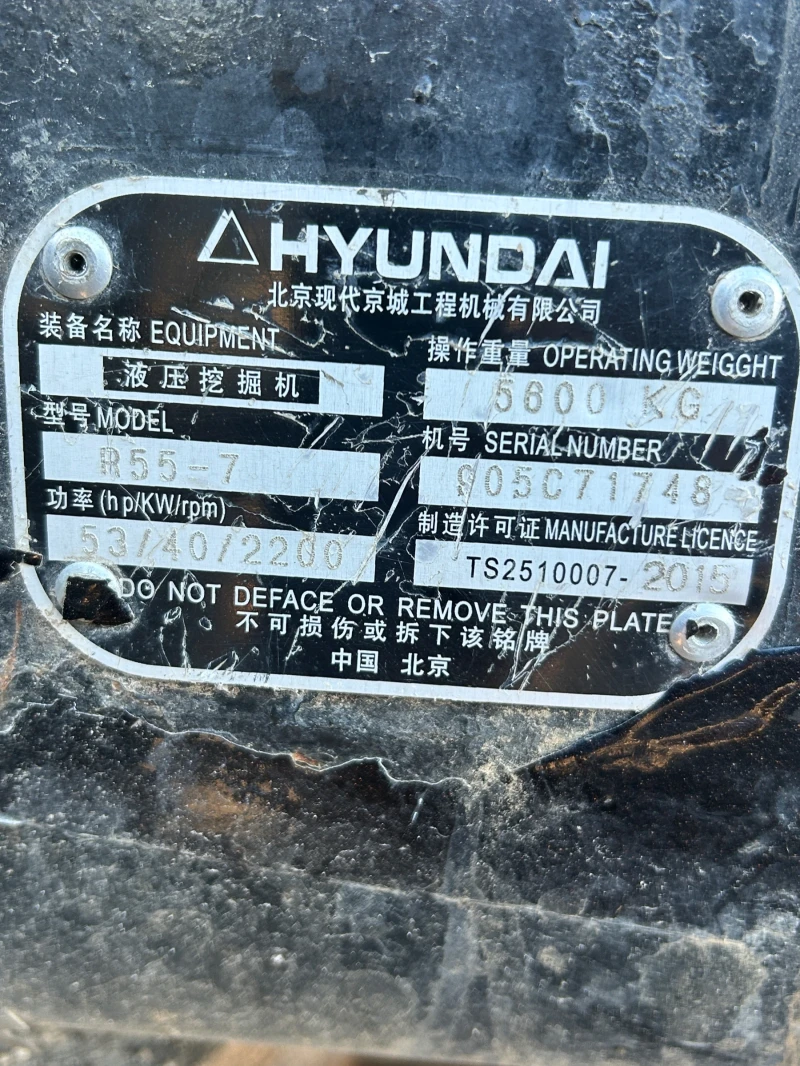 HYUNDAI
北京现代京城工程机械有限公司
装备名称 EQUIPMENT
液压挖掘机
操作重量 OPERATING WEIGGHT
5600 KG
型号 MODEL
R55-7
机号 SERIAL NUMBER
905C71748
功率(hp/KW/rpm)
53/40/2200
制造许可证 MANUFACTURE LICENCE
TS2510007-2015
DO NOT DEFACE OR REMOVE THIS PLATE
不可损伤或拆下该铭牌
中国 北京